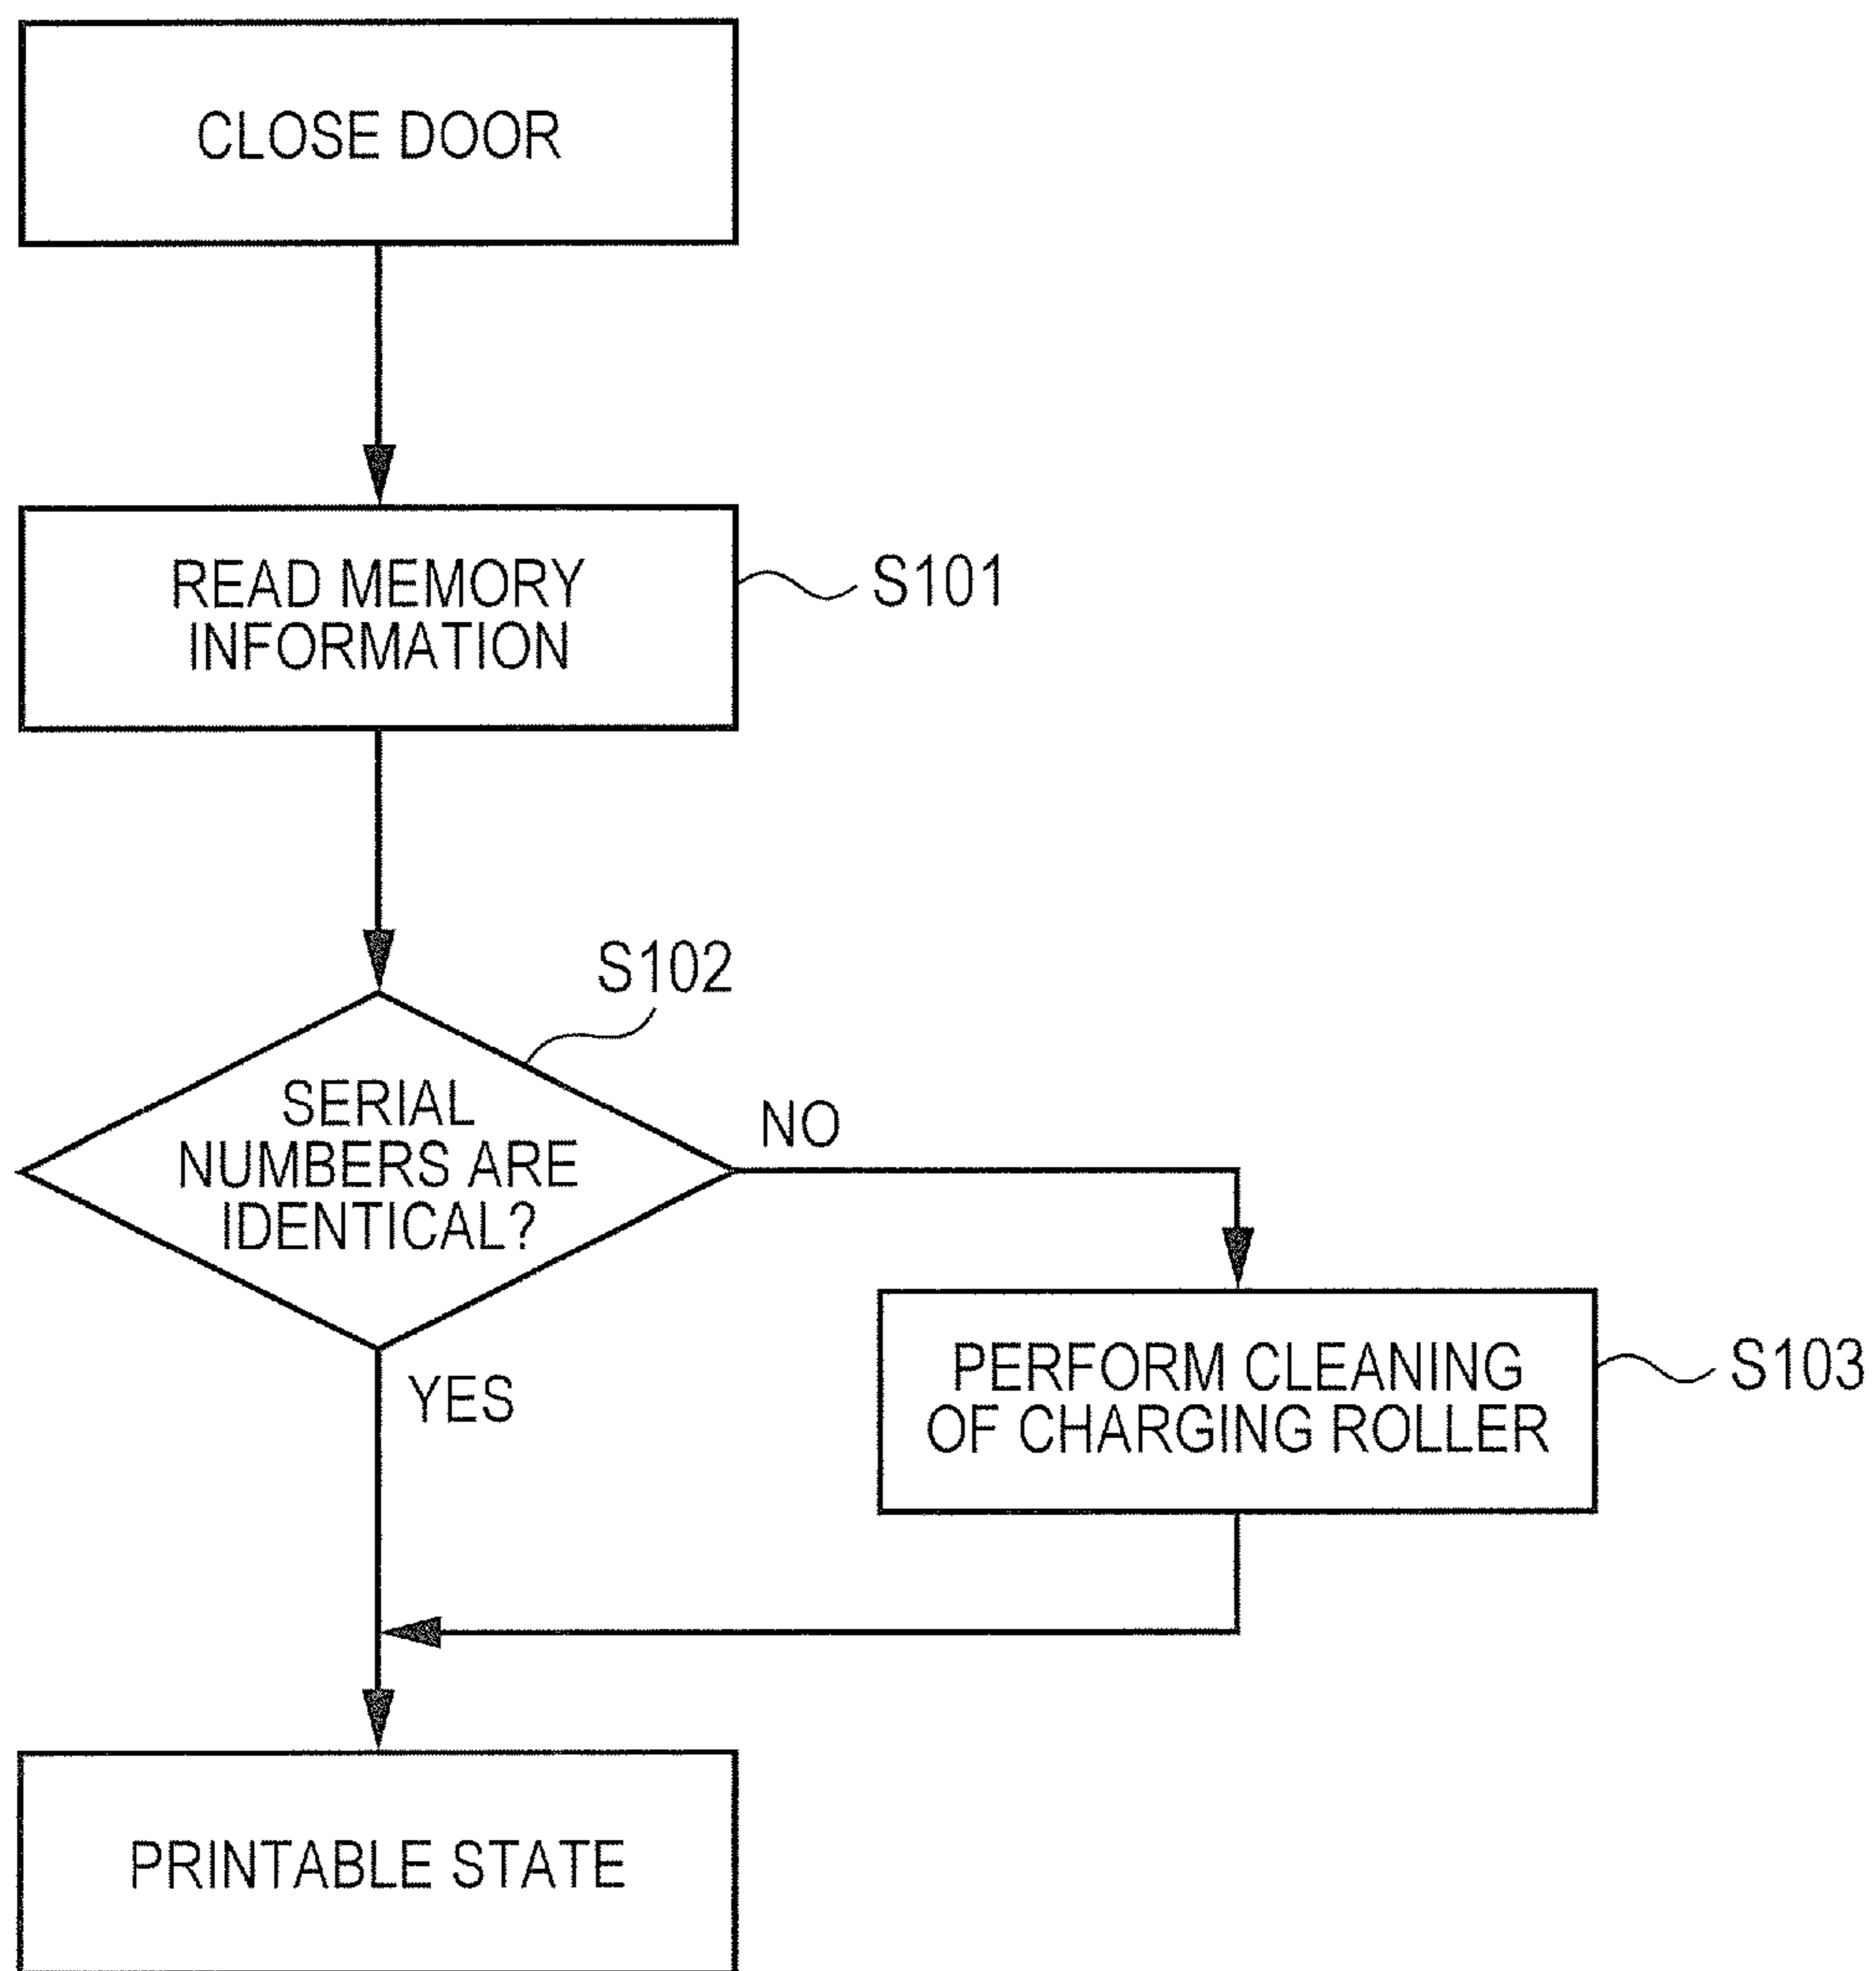 CLOSE DOOR
READ MEMORY
INFORMATION
S101
S102
SERIAL
NUMBERS ARE
IDENTICAL?
NO
YES
PERFORM CLEANING
OF CHARGING ROLLER
S103
PRINTABLE STATE